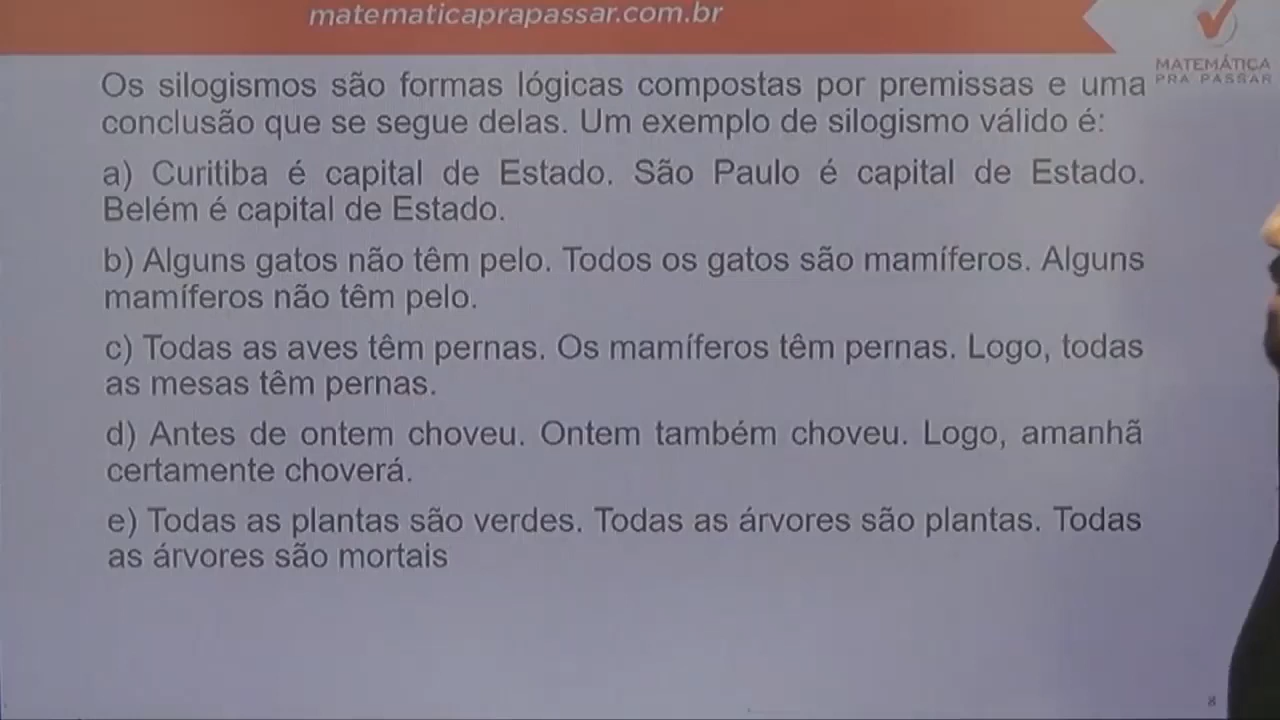 matematicaprapassar.com.br
MATEMÁTICA
PRA PASSAR
Os silogismos são formas lógicas compostas por premissas e uma
conclusão que se segue delas. Um exemplo de silogismo válido é:
a) Curitiba é capital de Estado. São Paulo é capital de Estado.
Belém é capital de Estado.
b) Alguns gatos não têm pelo. Todos os gatos são mamíferos. Alguns
mamíferos não têm pelo.
c) Todas as aves têm pernas. Os mamíferos têm pernas. Logo, todas
as mesas têm pernas.
d) Antes de ontem choveu. Ontem também choveu. Logo, amanhã
certamente choverá.
e) Todas as plantas são verdes. Todas as árvores são plantas. Todas
as árvores são mortais
8